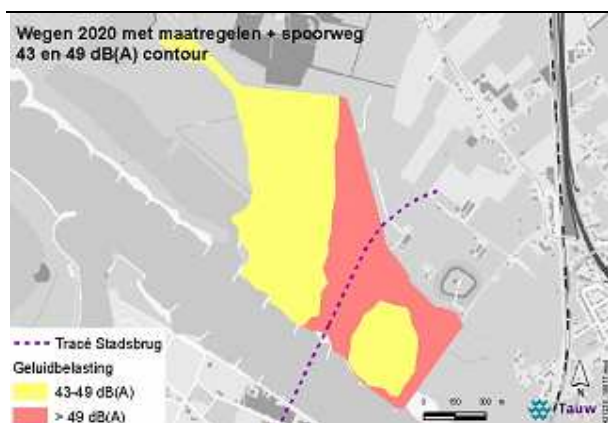 Wegen 2020 met maatregelen + spoorweg
43 en 49 dB(A) contour
Tracé Stadsbrug
Geluidbelasting
43-49 dB(A)
> 49 dB(A)
N
Tauw